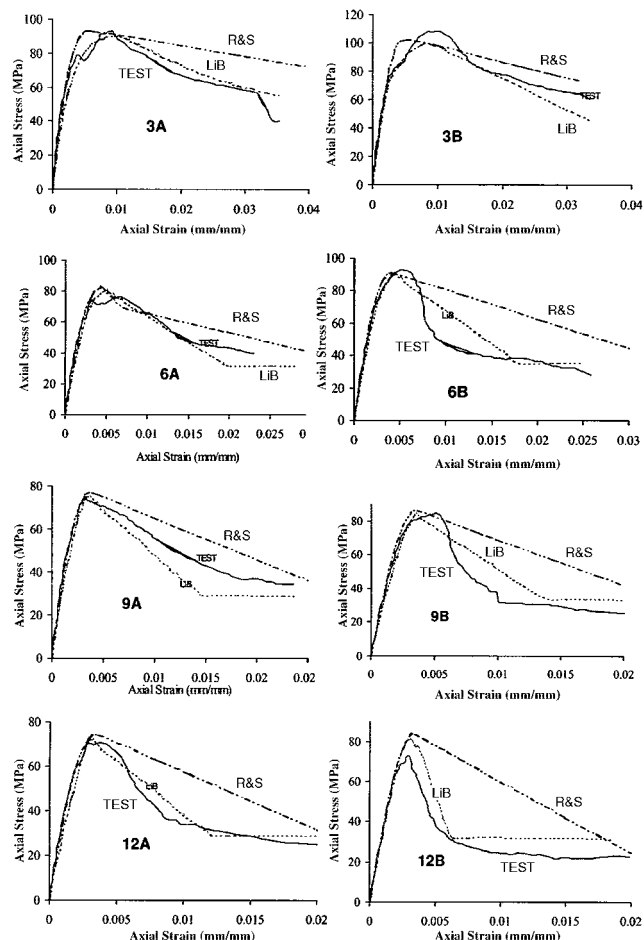 100
80
60
40
20
0
Axial Stress (MPa)
R&S
LiB
TEST
3A
0 0.01 0.02 0.03 0.04
Axial Strain (mm/mm)
120
100
80
60
40
20
0
Axial Stress (MPa)
R&S
TEST
LiB
3B
0 0.01 0.02 0.03 0.04
Axial Strain (mm/mm)
100
80
60
40
20
0
Axial Stress (MPa)
R&S
TEST
LiB
6A
0 0.005 0.01 0.015 0.02 0.025 0
Axial Strain (mm/mm)
100
80
60
40
20
0
Axial Stress (MPa)
R&S
LiB
TEST
6B
0 0.005 0.01 0.015 0.02 0.025 0.03
Axial Strain (mm/mm)
80
60
40
20
0
Axial Stress (MPa)
R&S
TEST
LiB
9A
0 0.005 0.01 0.015 0.02
Axial Strain (mm/mm)
100
80
60
40
20
0
Axial Stress (MPa)
LiB
R&S
TEST
9B
0 0.005 0.01 0.015 0.02
Axial Strain (mm/mm)
80
60
40
20
0
Axial Stress (MPa)
R&S
LiB
TEST
12A
0 0.005 0.01 0.015 0.02
Axial Strain (mm/mm)
100
80
60
40
20
0
Axial Stress (MPa)
LiB
R&S
12B
TEST
0 0.005 0.01 0.015 0.02
Axial Strain (mm/mm)